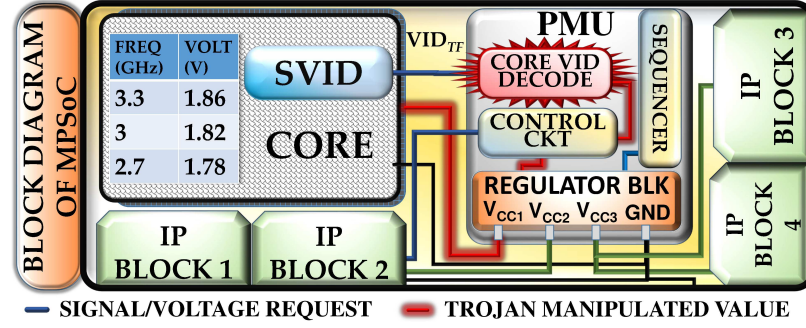 BLOCK DIAGRAM
OF MPSoC
FREQ VOLT
(GHz) (V)
3.3 1.86
3 1.82
2.7 1.78
SVID
CORE
VID_TF
PMU
CORE VID
DECODE
CONTROL
CKT
SEQUENCER
REGULATOR BLK
VCC1 VCC2 VCC3 GND
IP
BLOCK 1
IP
BLOCK 2
IP
BLOCK 3
IP
BLOCK
4
SIGNAL/VOLTAGE REQUEST
TROJAN MANIPULATED VALUE